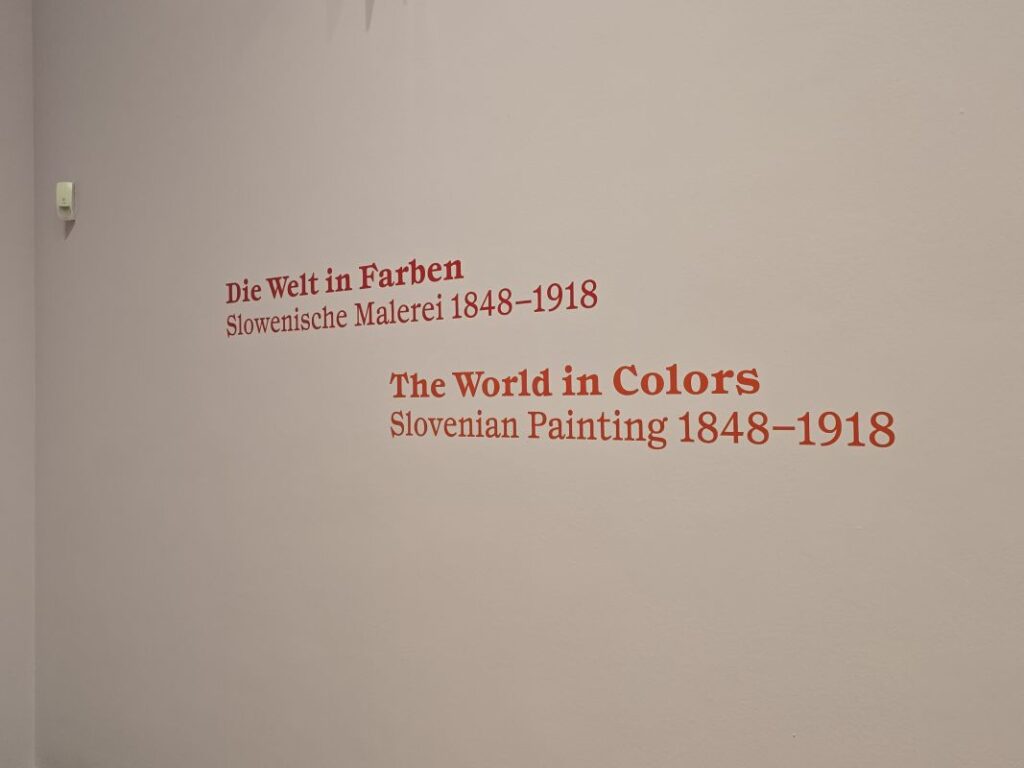 Die Welt in Farben
Slowenische Malerei 1848–1918
The World in Colors
Slovenian Painting 1848–1918